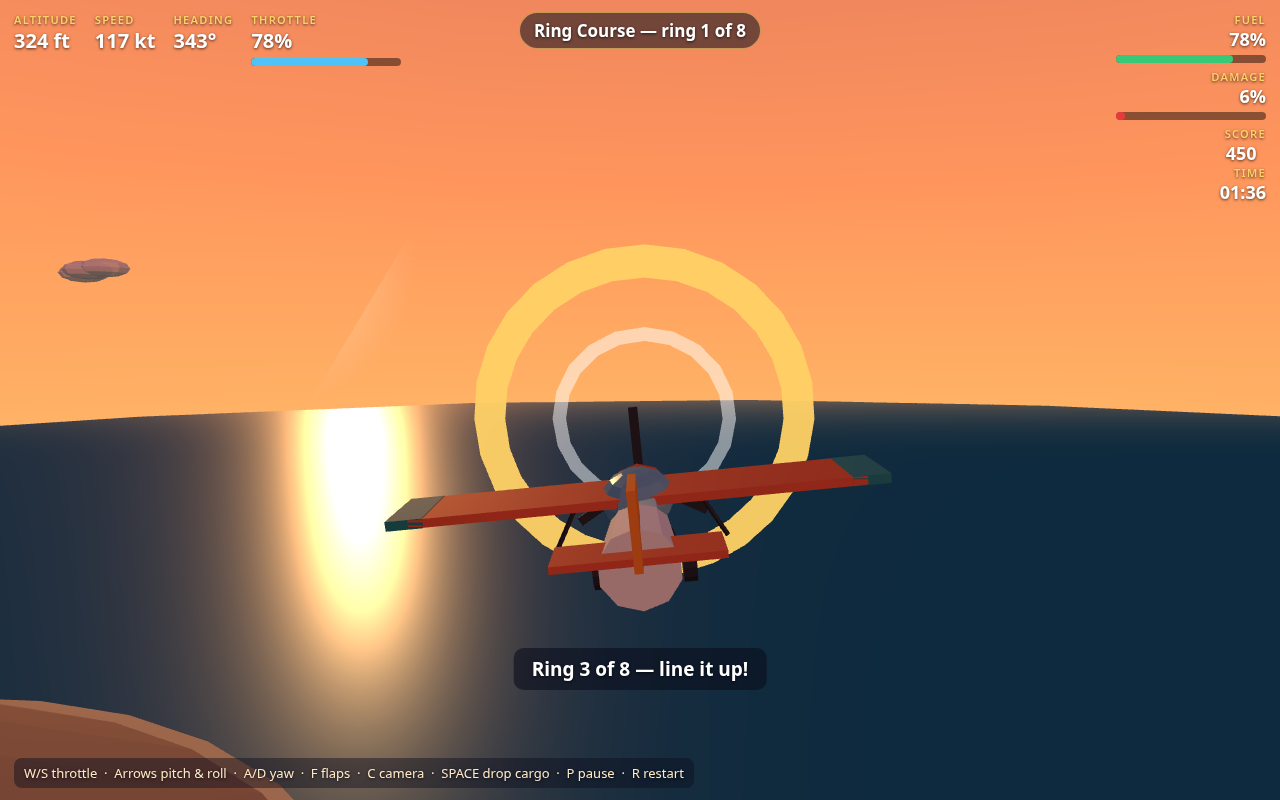 ALTITUDE
324 ft
SPEED
117 kt
HEADING
343°
THROTTLE
78%
Ring Course — ring 1 of 8
FUEL
78%
DAMAGE
6%
SCORE
450
TIME
01:36
Ring 3 of 8 — line it up!
W/S throttle · Arrows pitch & roll · A/D yaw · F flaps · C camera · SPACE drop cargo · P pause · R restart